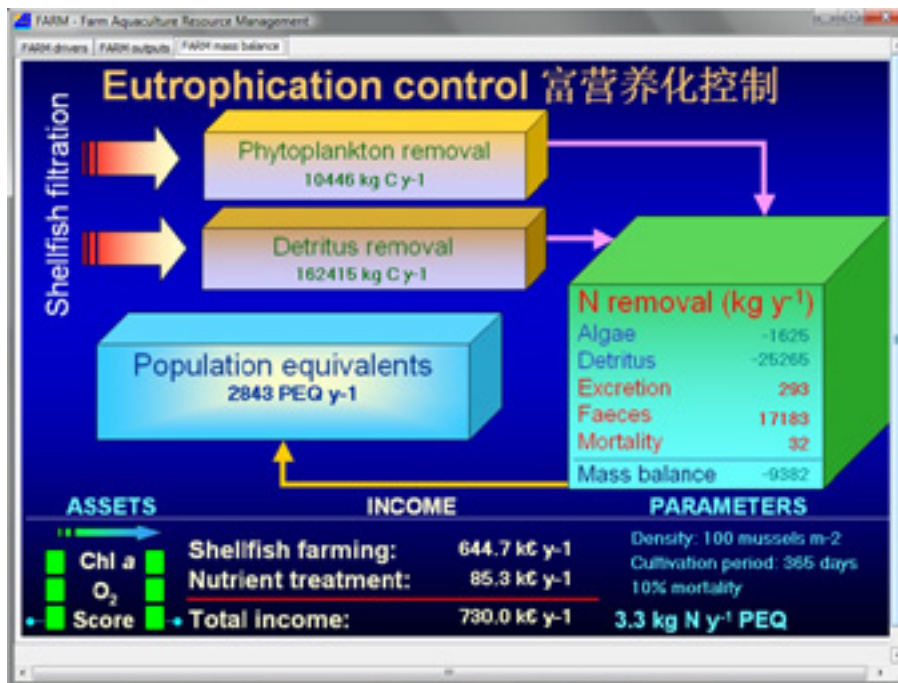 FARM - Farm Aquaculture Resource Management
FARM drivers FARM outputs FARM mass balance
Eutrophication control 富营养化控制
Shellfish filtration
Phytoplankton removal
10446 kg C y-1
Detritus removal
162415 kg C y-1
N removal (kg y⁻¹)
Algae -1625
Detritus -25265
Excretion 293
Faeces 17183
Mortality 32
Mass balance -9382
Population equivalents
2843 PEQ y-1
ASSETS
Chl a
O₂
Score
INCOME
Shellfish farming: 644.7 k€ y-1
Nutrient treatment: 85.3 k€ y-1
Total income: 730.0 k€ y-1
PARAMETERS
Density: 100 mussels m-2
Cultivation period: 365 days
10% mortality
3.3 kg N y⁻¹ PEQ